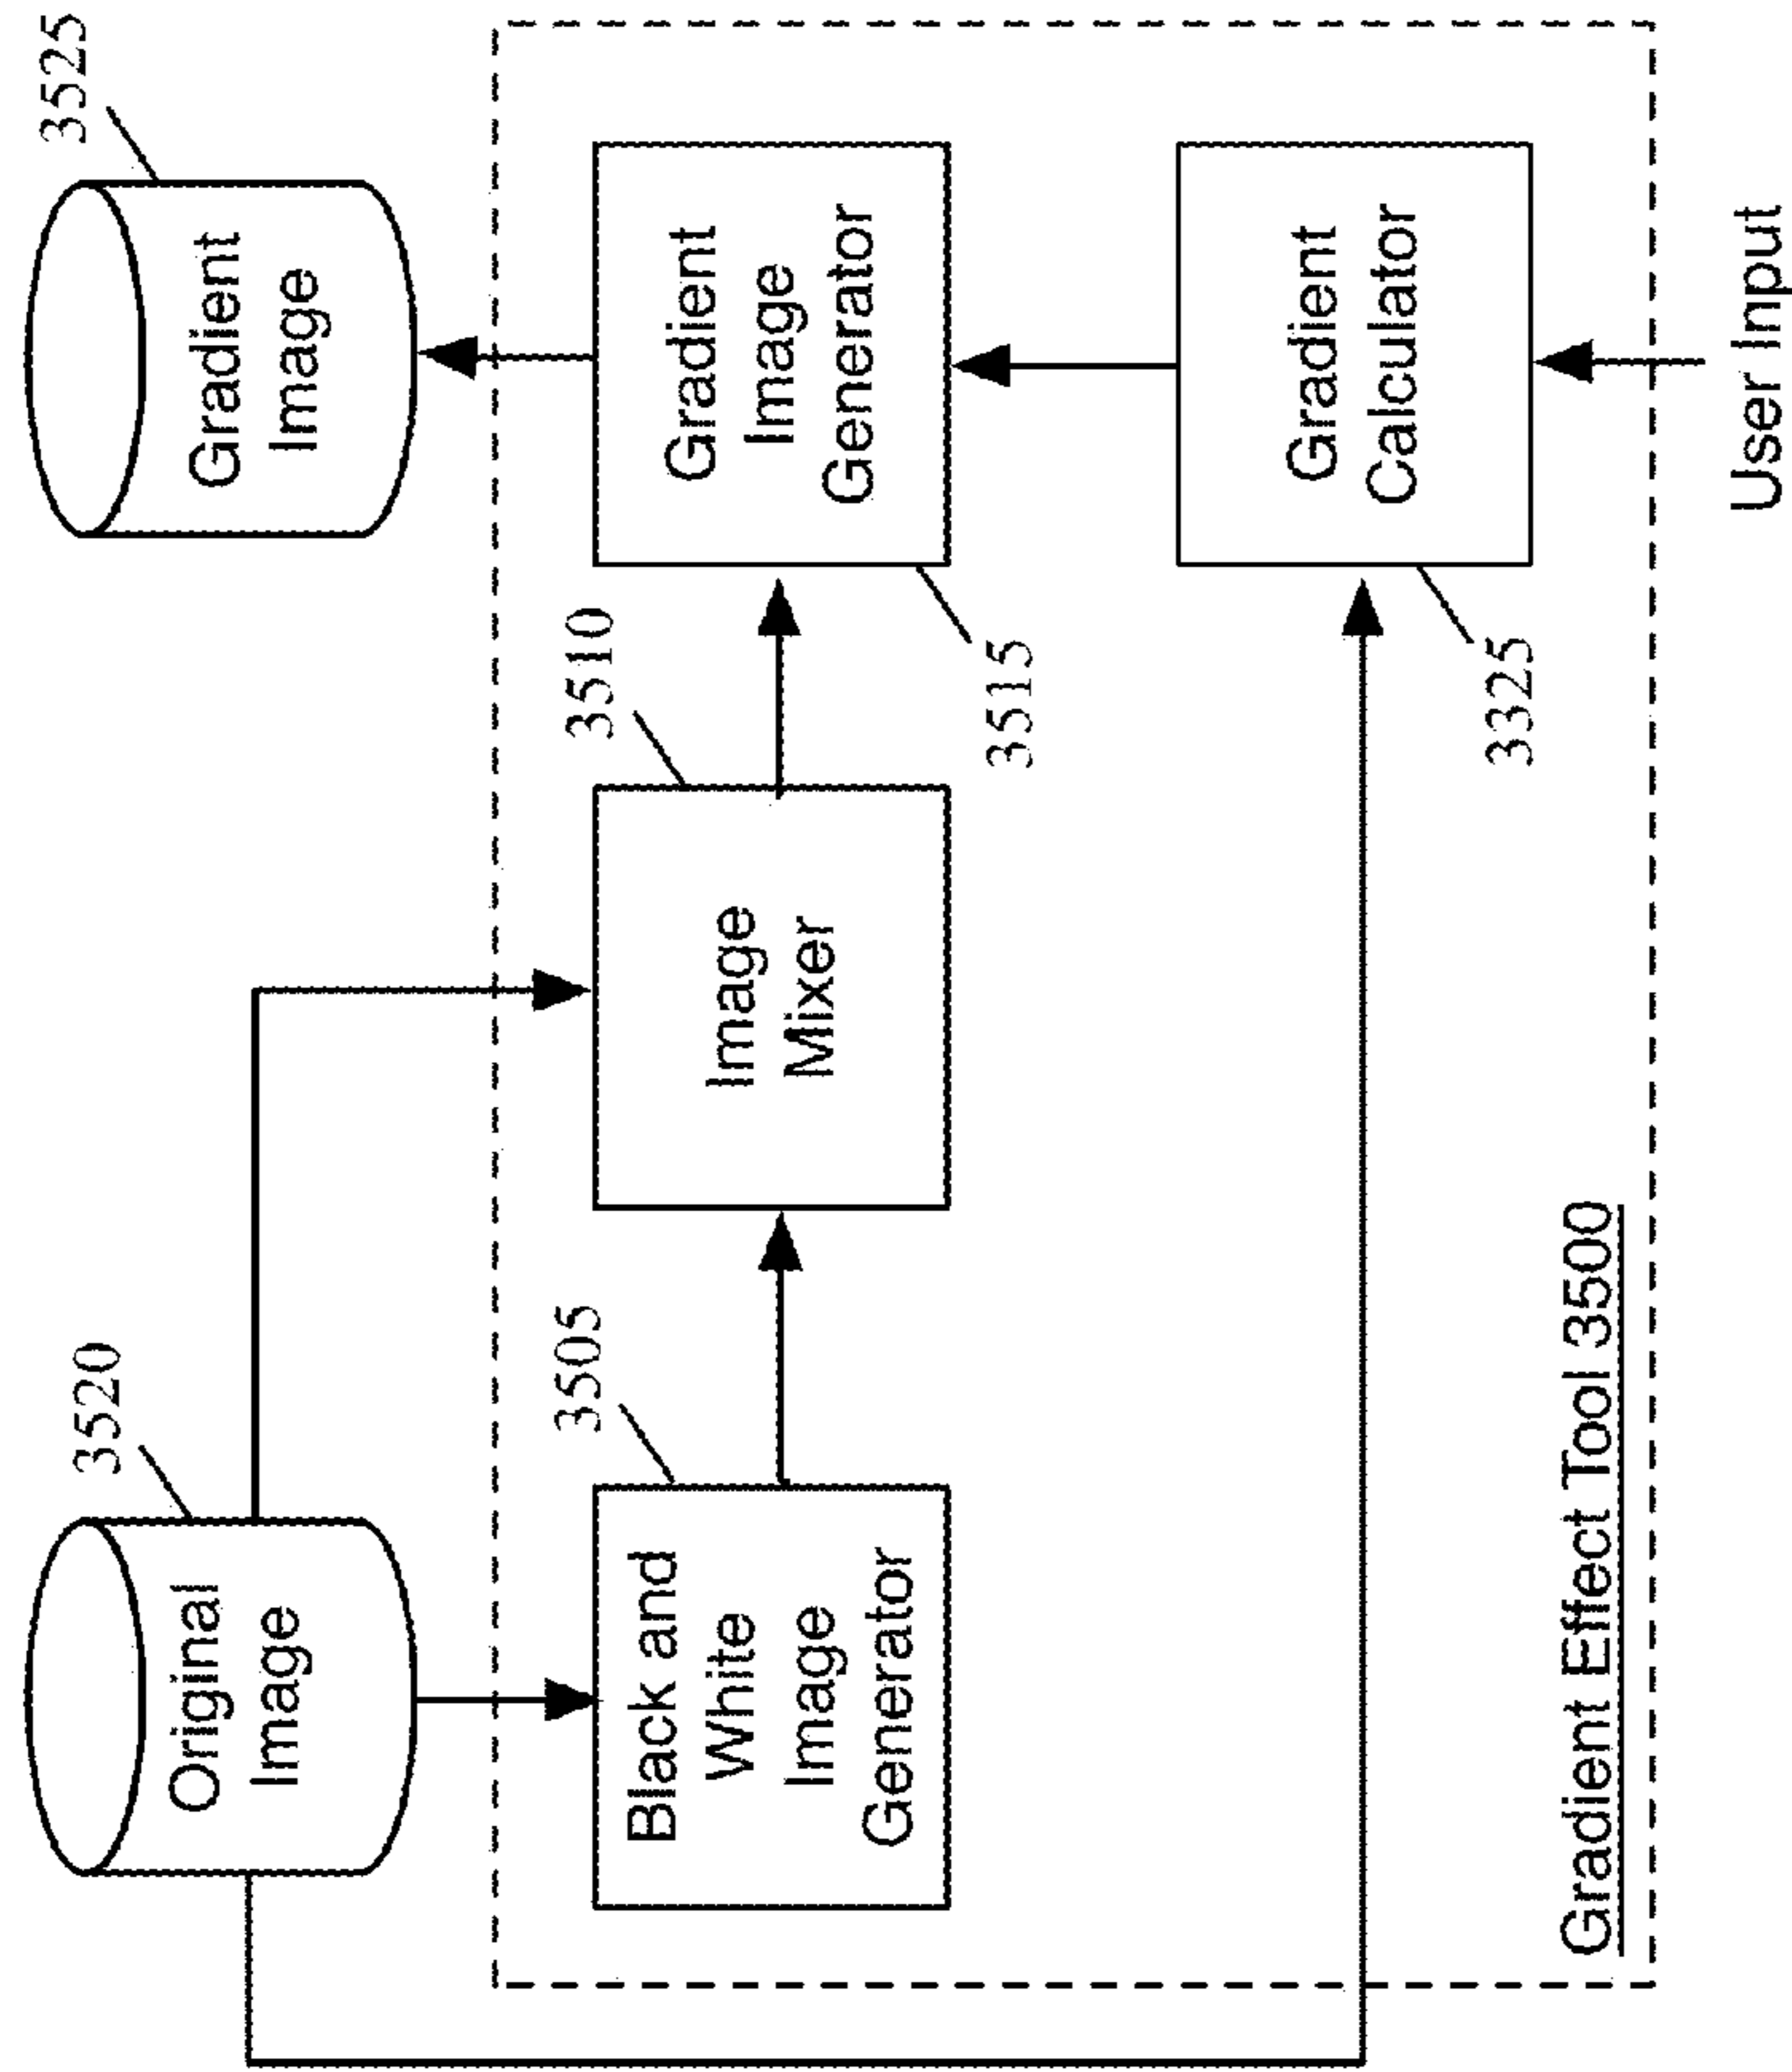 3520
Original
Image
3525
Gradient
Image
3505
Black and
White
Image
Generator
3510
Image
Mixer
Gradient
Image
Generator
3515
Gradient
Calculator
3325
Gradient Effect Tool 3500
User Input